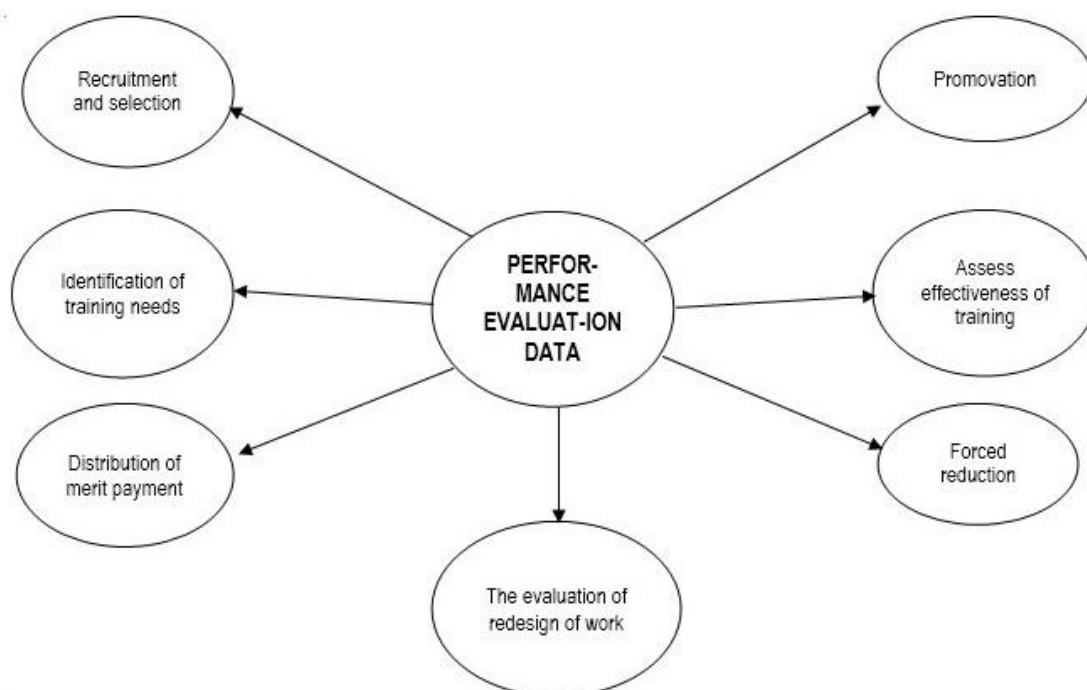 Recruitment
and selection
Promovation
Identification of
training needs
PERFOR-
MANCE
EVALUAT-ION
DATA
Assess
effectiveness of
training
Distribution of
merit payment
Forced
reduction
The evaluation of
redesign of work